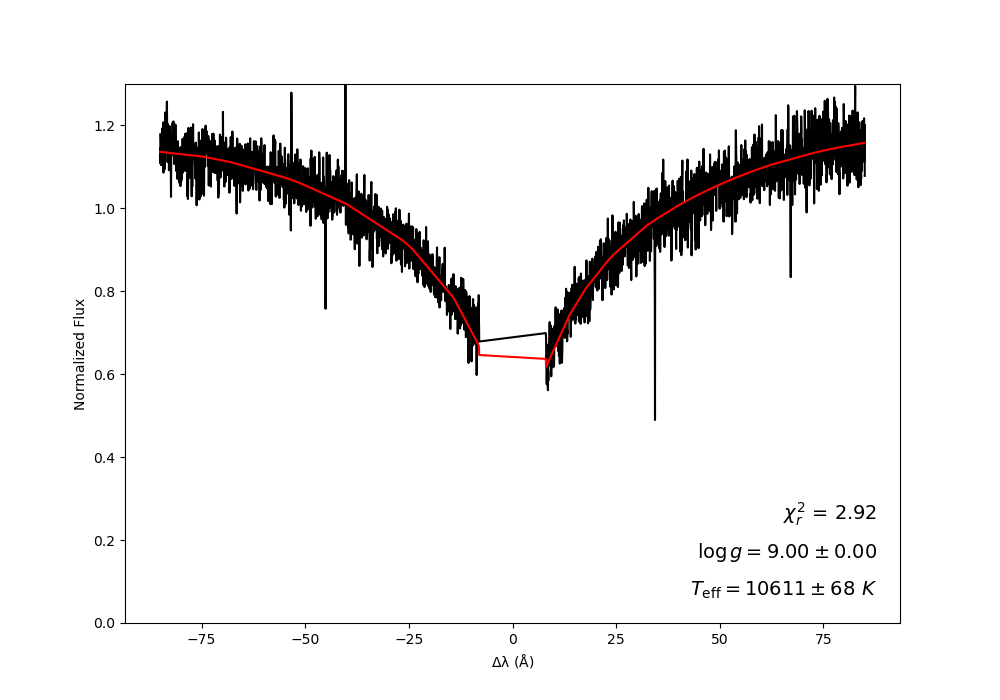 1.2
1.0
0.8
0.6
0.4
0.2
0.0
Normalized Flux
χ²ᵣ = 2.92
log g = 9.00 ± 0.00
T_eff = 10611 ± 68 K
−75 −50 −25 0 25 50 75
Δλ (Å)